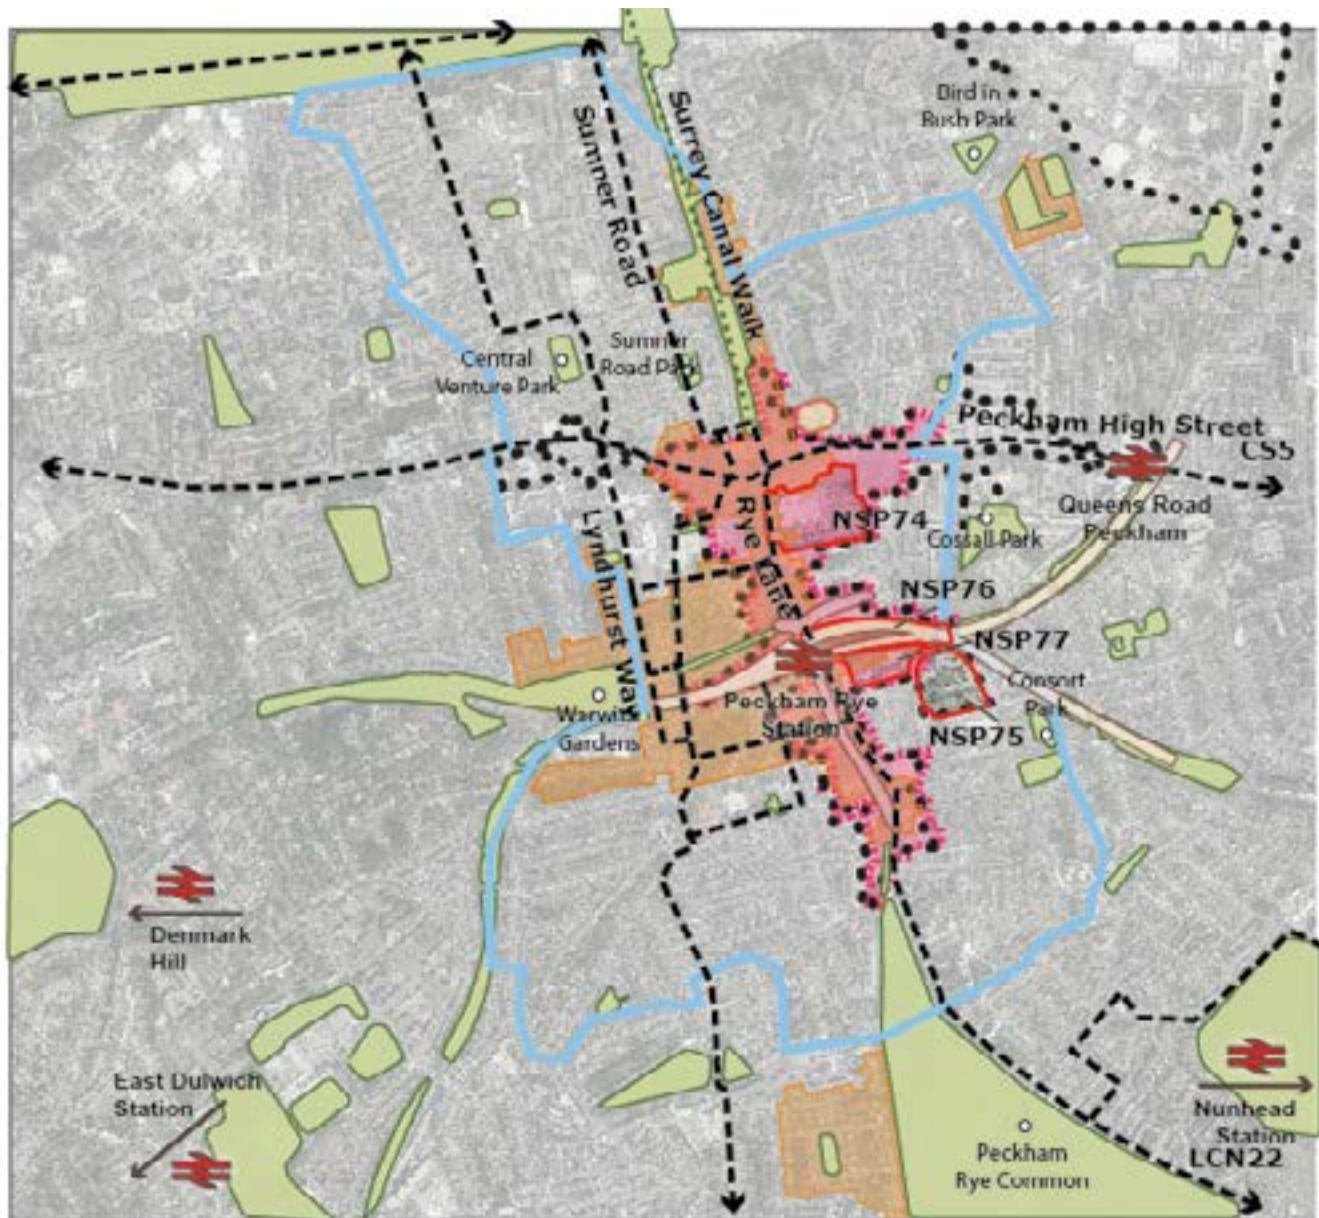 Bird in
Bush Park
Surrey Canal Walk
Sumner Road
Central
Venture Park
Sumner
Road Park
Peckham High Street
CS5
Queens Road
Peckham
Cossall Park
NSP74
Rye Lane
Lyndhurst Way
NSP76
NSP77
Consort
Park
NSP75
Peckham Rye
Station
Warwick
Gardens
Denmark
Hill
East Dulwich
Station
Nunhead
Station
LCN22
Peckham
Rye Common